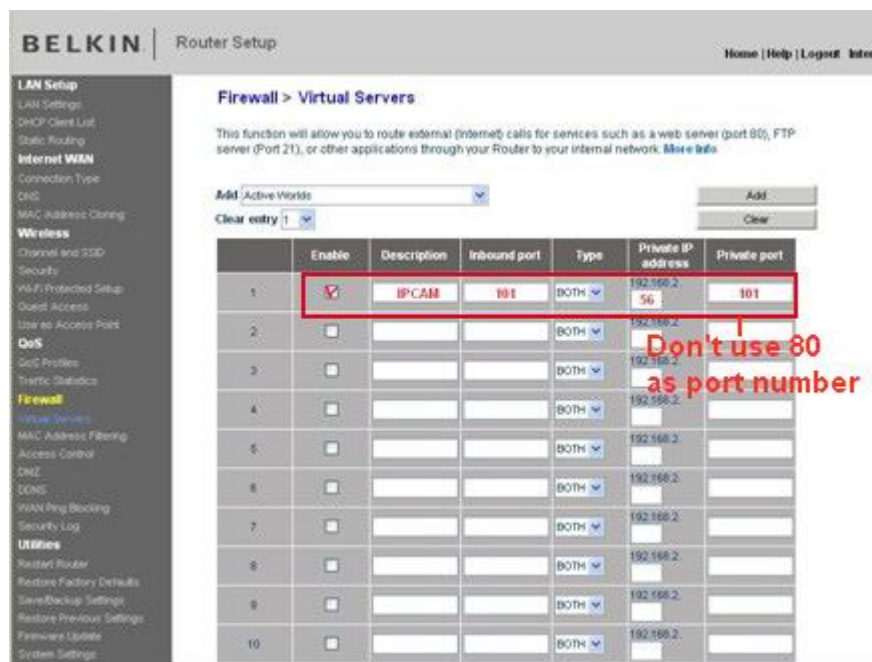 BELKIN
Router Setup
Home | Help | Logout Inter
LAN Setup
LAN Settings
DHCP Client List
Static Routing
Internet WAN
Connection Type
DNS
MAC Address Cloning
Wireless
Channel and SSID
Security
Wi-Fi Protected Setup
Guest Access
Use as Access Point
QoS
QoS Profiles
Traffic Statistics
Firewall
Virtual Servers
MAC Address Filtering
Access Control
DMZ
DDNS
WAN Ping Blocking
Security Log
Utilities
Restart Router
Restore Factory Defaults
Save/Backup Settings
Restore Previous Settings
Firmware Update
System Settings
Firewall > Virtual Servers
This function will allow you to route external (Internet) calls for services such as a web server (port 80), FTP
server (Port 21), or other applications through your Router to your internal network. More Info
Add Active Worlds
Add
Clear entry 1
Clear
Enable Description Inbound port Type Private IP address Private port
1 IPCAM 101 BOTH 192.168.2. 56 101
2 BOTH 192.168.2.
Don't use 80
as port number
3 BOTH 192.168.2.
4 BOTH 192.168.2.
5 BOTH 192.168.2.
6 BOTH 192.168.2.
7 BOTH 192.168.2.
8 BOTH 192.168.2.
9 BOTH 192.168.2.
10 BOTH 192.168.2.